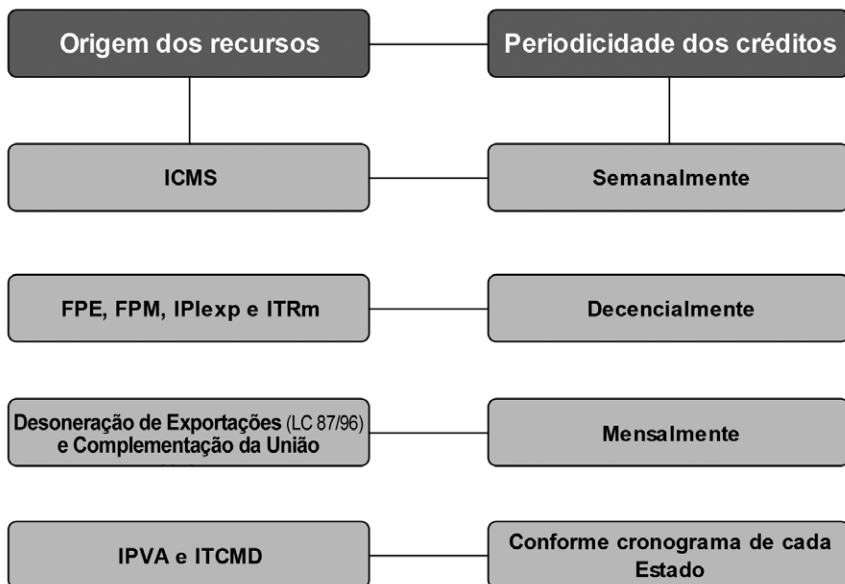 Origem dos recursos
Periodicidade dos créditos
ICMS
Semanalmente
FPE, FPM, IPIexp e ITRm
Decencialmente
Desoneração de Exportações (LC 87/96)
e Complementação da União
Mensalmente
IPVA e ITCMD
Conforme cronograma de cada
Estado